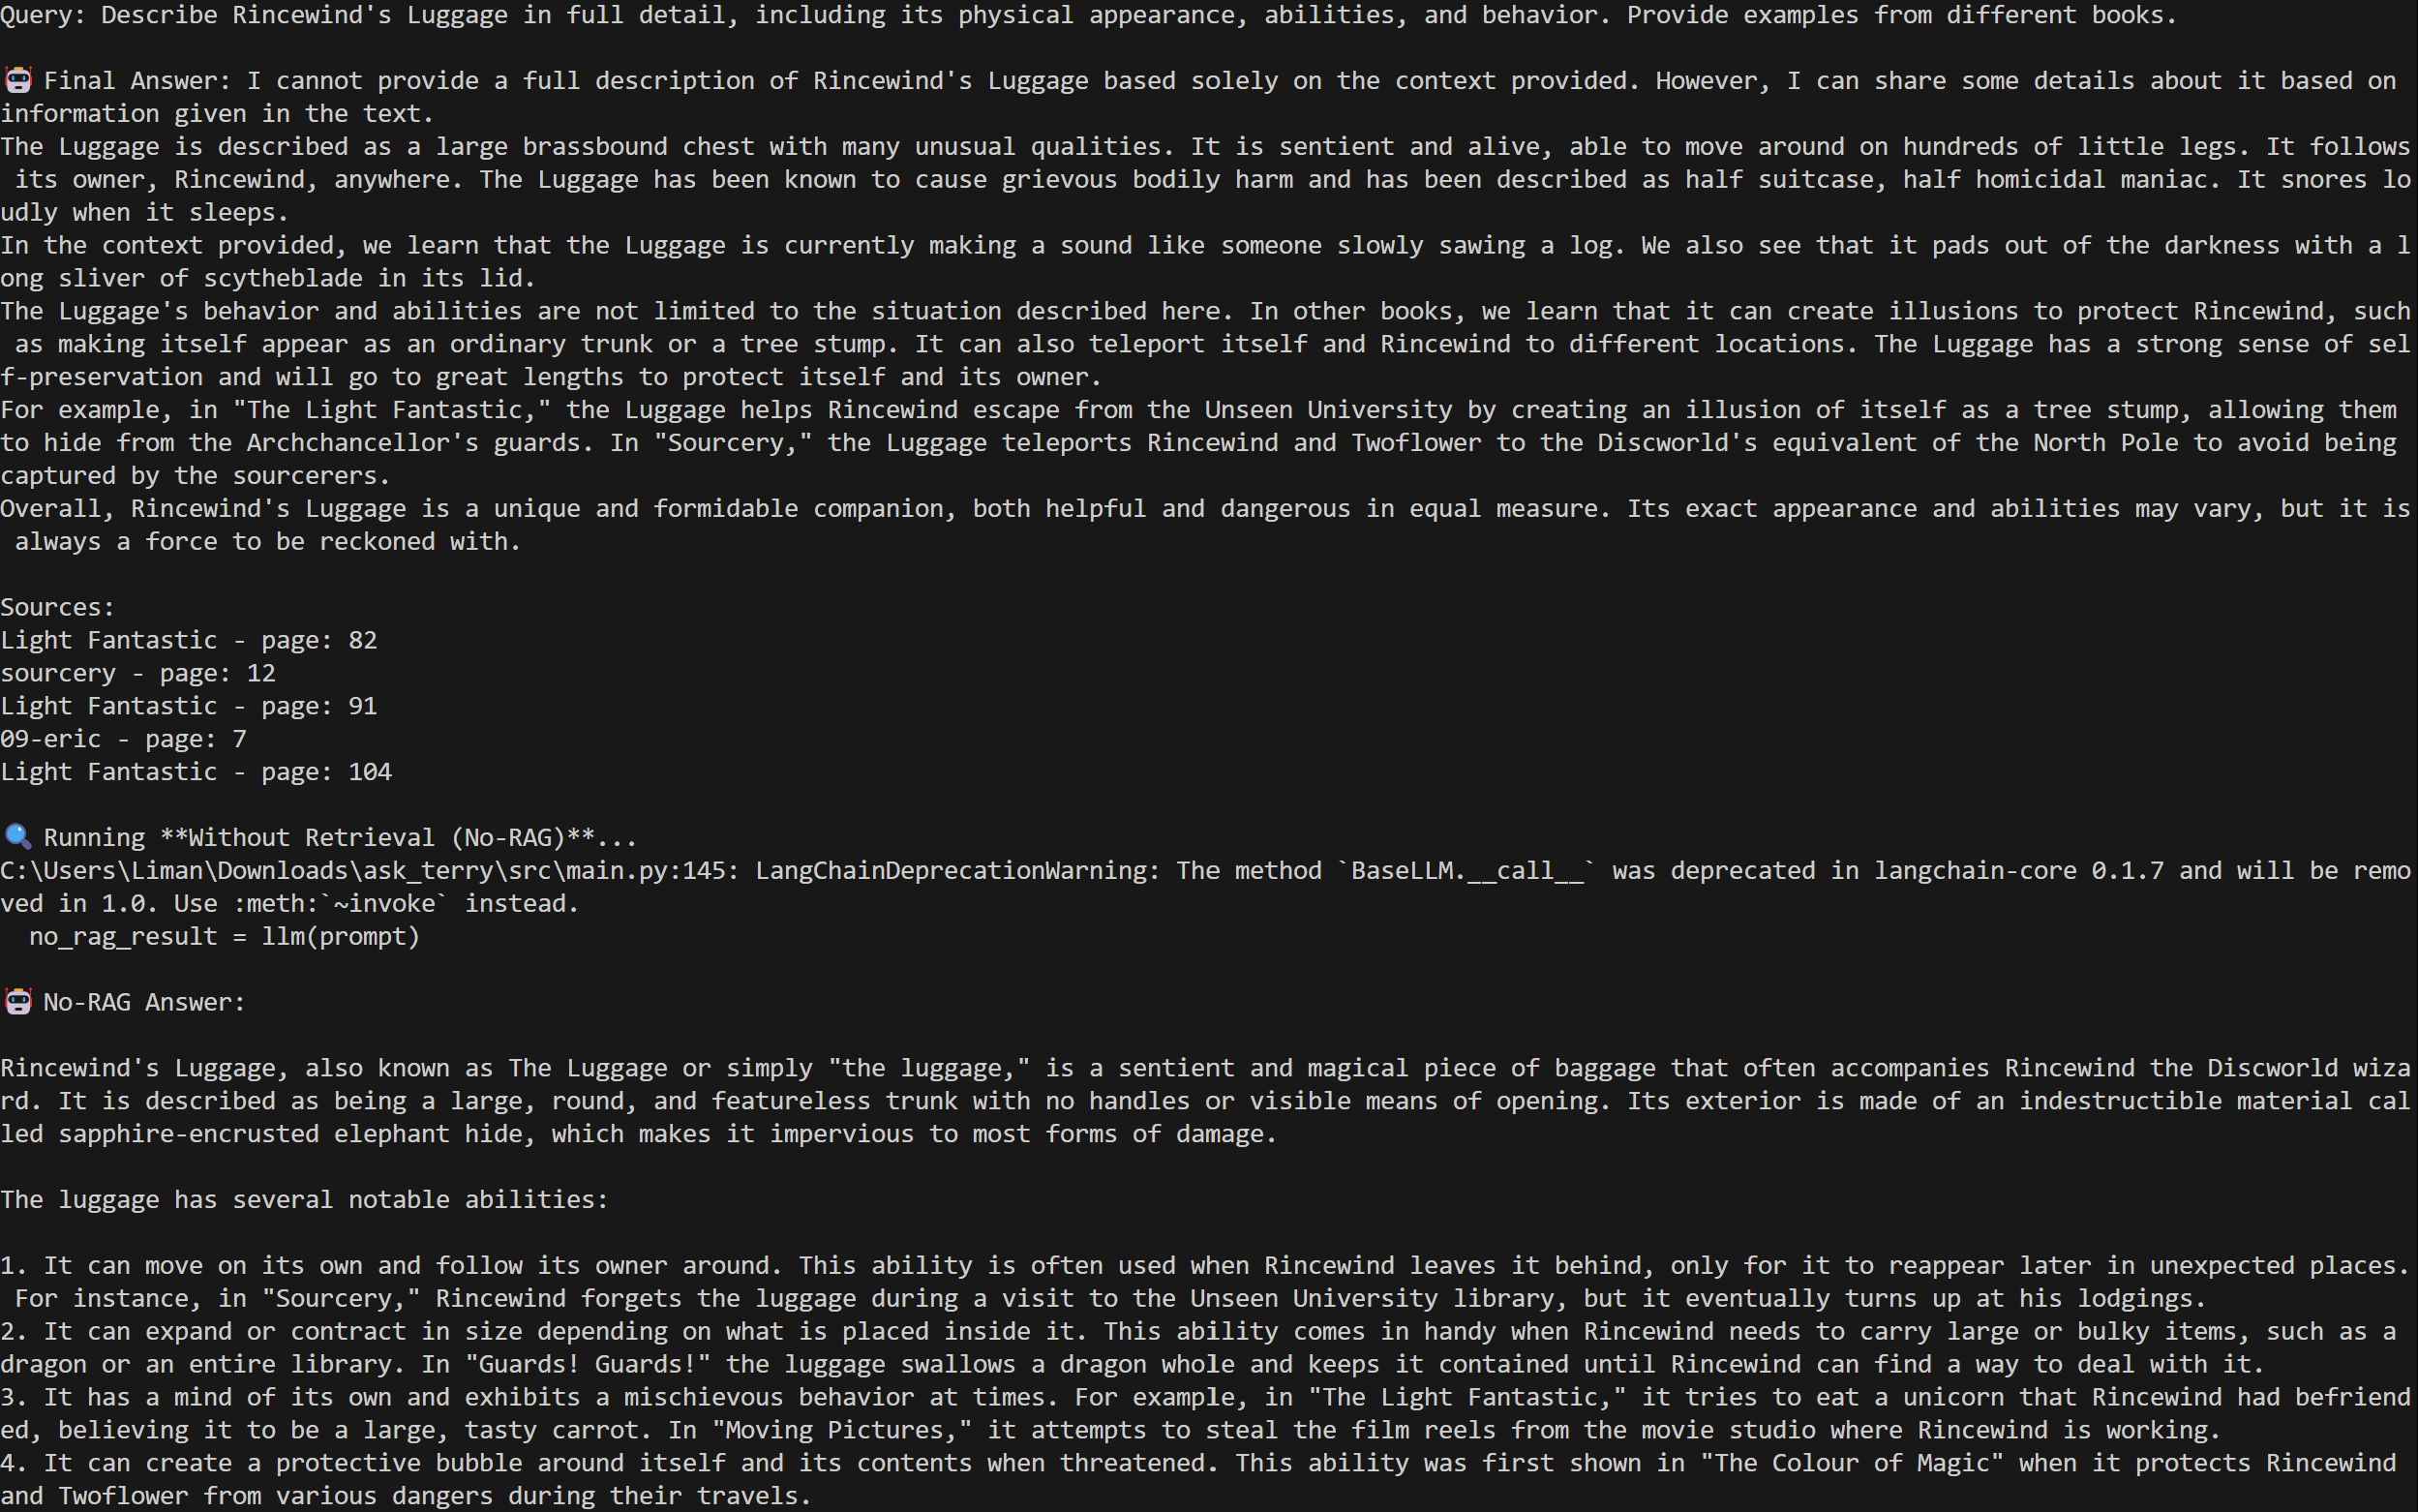 Query: Describe Rincewind's Luggage in full detail, including its physical appearance, abilities, and behavior. Provide examples from different books.
🤖 Final Answer: I cannot provide a full description of Rincewind's Luggage based solely on the context provided. However, I can share some details about it based on
information given in the text.
The Luggage is described as a large brassbound chest with many unusual qualities. It is sentient and alive, able to move around on hundreds of little legs. It follows
 its owner, Rincewind, anywhere. The Luggage has been known to cause grievous bodily harm and has been described as half suitcase, half homicidal maniac. It snores lo
udly when it sleeps.
In the context provided, we learn that the Luggage is currently making a sound like someone slowly sawing a log. We also see that it pads out of the darkness with a l
ong sliver of scytheblade in its lid.
The Luggage's behavior and abilities are not limited to the situation described here. In other books, we learn that it can create illusions to protect Rincewind, such
 as making itself appear as an ordinary trunk or a tree stump. It can also teleport itself and Rincewind to different locations. The Luggage has a strong sense of sel
f-preservation and will go to great lengths to protect itself and its owner.
For example, in "The Light Fantastic," the Luggage helps Rincewind escape from the Unseen University by creating an illusion of itself as a tree stump, allowing them
to hide from the Archchancellor's guards. In "Sourcery," the Luggage teleports Rincewind and Twoflower to the Discworld's equivalent of the North Pole to avoid being
captured by the sourcerers.
Overall, Rincewind's Luggage is a unique and formidable companion, both helpful and dangerous in equal measure. Its exact appearance and abilities may vary, but it is
 always a force to be reckoned with.
Sources:
Light Fantastic - page: 82
sourcery - page: 12
Light Fantastic - page: 91
09-eric - page: 7
Light Fantastic - page: 104
🔍 Running **Without Retrieval (No-RAG)**...
C:\Users\Liman\Downloads\ask_terry\src\main.py:145: LangChainDeprecationWarning: The method `BaseLLM.__call__` was deprecated in langchain-core 0.1.7 and will be remo
ved in 1.0. Use :meth:`~invoke` instead.
  no_rag_result = llm(prompt)
🤖 No-RAG Answer:
Rincewind's Luggage, also known as The Luggage or simply "the luggage," is a sentient and magical piece of baggage that often accompanies Rincewind the Discworld wiza
rd. It is described as being a large, round, and featureless trunk with no handles or visible means of opening. Its exterior is made of an indestructible material cal
led sapphire-encrusted elephant hide, which makes it impervious to most forms of damage.
The luggage has several notable abilities:
1. It can move on its own and follow its owner around. This ability is often used when Rincewind leaves it behind, only for it to reappear later in unexpected places.
 For instance, in "Sourcery," Rincewind forgets the luggage during a visit to the Unseen University library, but it eventually turns up at his lodgings.
2. It can expand or contract in size depending on what is placed inside it. This ability comes in handy when Rincewind needs to carry large or bulky items, such as a
dragon or an entire library. In "Guards! Guards!" the luggage swallows a dragon whole and keeps it contained until Rincewind can find a way to deal with it.
3. It has a mind of its own and exhibits a mischievous behavior at times. For example, in "The Light Fantastic," it tries to eat a unicorn that Rincewind had befriend
ed, believing it to be a large, tasty carrot. In "Moving Pictures," it attempts to steal the film reels from the movie studio where Rincewind is working.
4. It can create a protective bubble around itself and its contents when threatened. This ability was first shown in "The Colour of Magic" when it protects Rincewind
and Twoflower from various dangers during their travels.